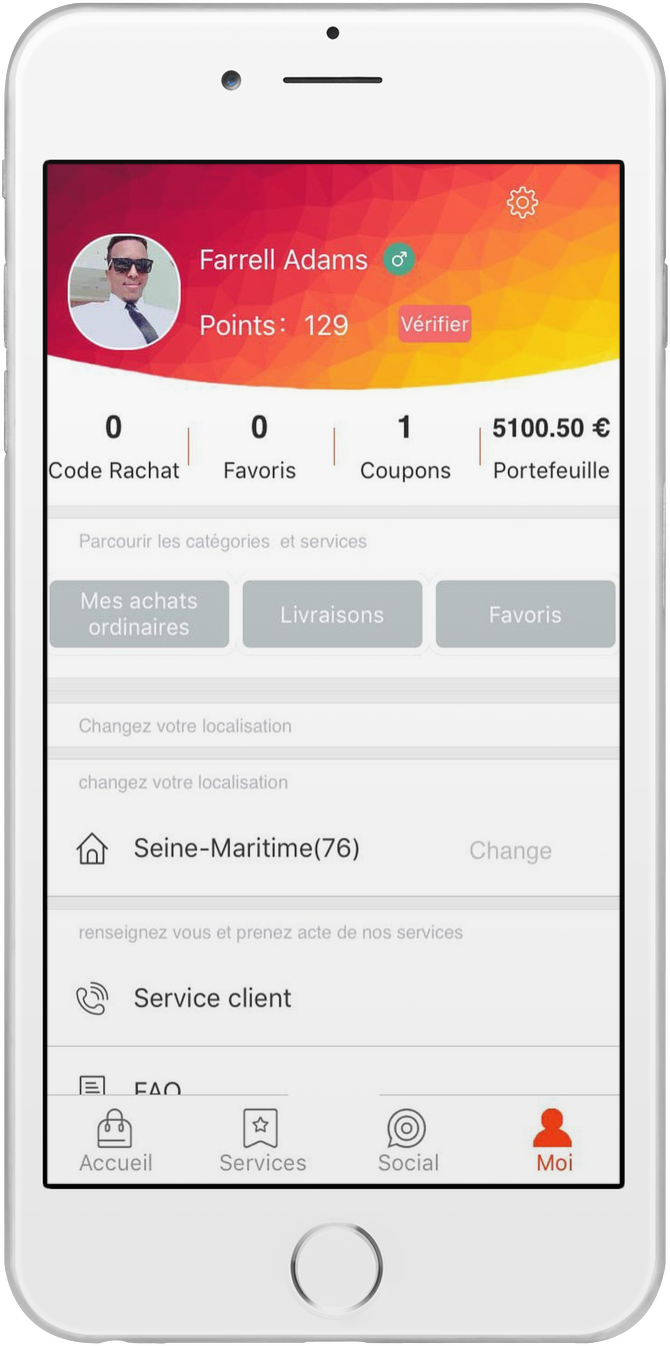 Farrell Adams
Points: 129
Vérifier
0
0
1
5100.50 €
Code Rachat
Favoris
Coupons
Portefeuille
Parcourir les catégories et services
Mes achats
ordinaires
Livraisons
Favoris
Changez votre localisation
changez votre localisation
Seine-Maritime(76)
Change
renseignez vous et prenez acte de nos services
Service client
FAQ
Accueil
Services
Social
Moi